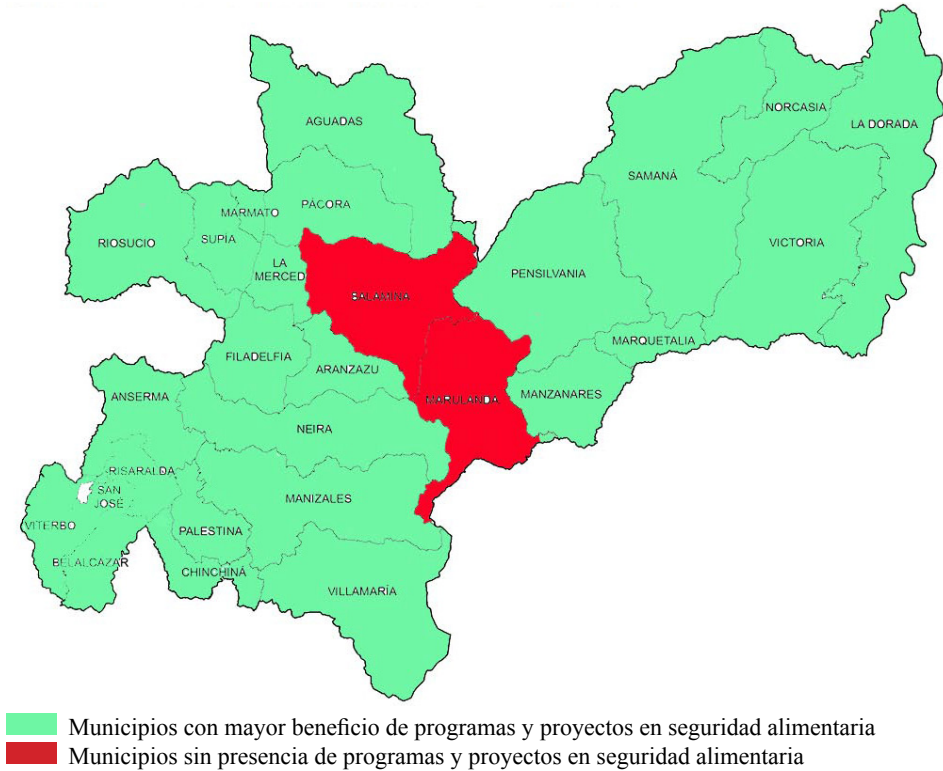 AGUADAS
NORCASIA
LA DORADA
SAMANÁ
PÁCORA
MARMATO
SUPIA
RIOSUCIO
VICTORIA
LA
MERCED
PENSILVANIA
BALAMINA
MARQUETALIA
FILADELFIA
ARANZAZU
MANZANARES
ANSERMA
MARULANDA
NEIRA
RISARALDA
SAN
JOSÉ
MANIZALES
VITERBO
PALESTINA
BELALCAZAR
CHINCHINÁ
VILLAMARÍA
Municipios con mayor beneficio de programas y proyectos en seguridad alimentaria
Municipios sin presencia de programas y proyectos en seguridad alimentaria